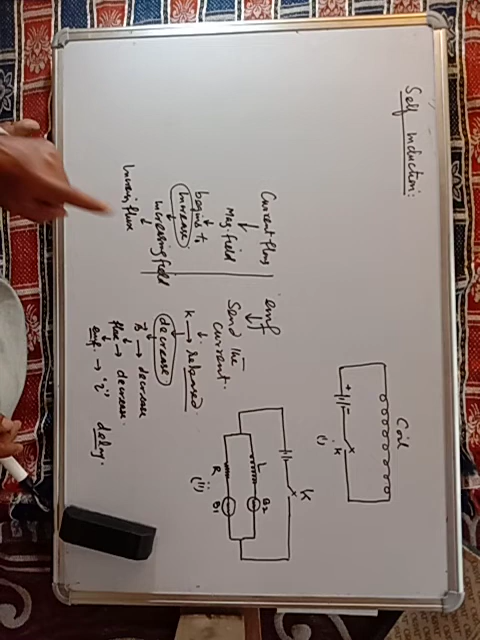 Self Induction:
Current flow
↓
Mag. field
↓
begins to
increase
↓
increasing field
↓
flux
emf
↓
Send the
current.
↓
K → released
↓
decrease
↓
→ decrease
↓
flux → decrease
↓
emf. → 'i' delay.
Coil
+ -
K
(i)
K
L
B2
R
B1
(ii)